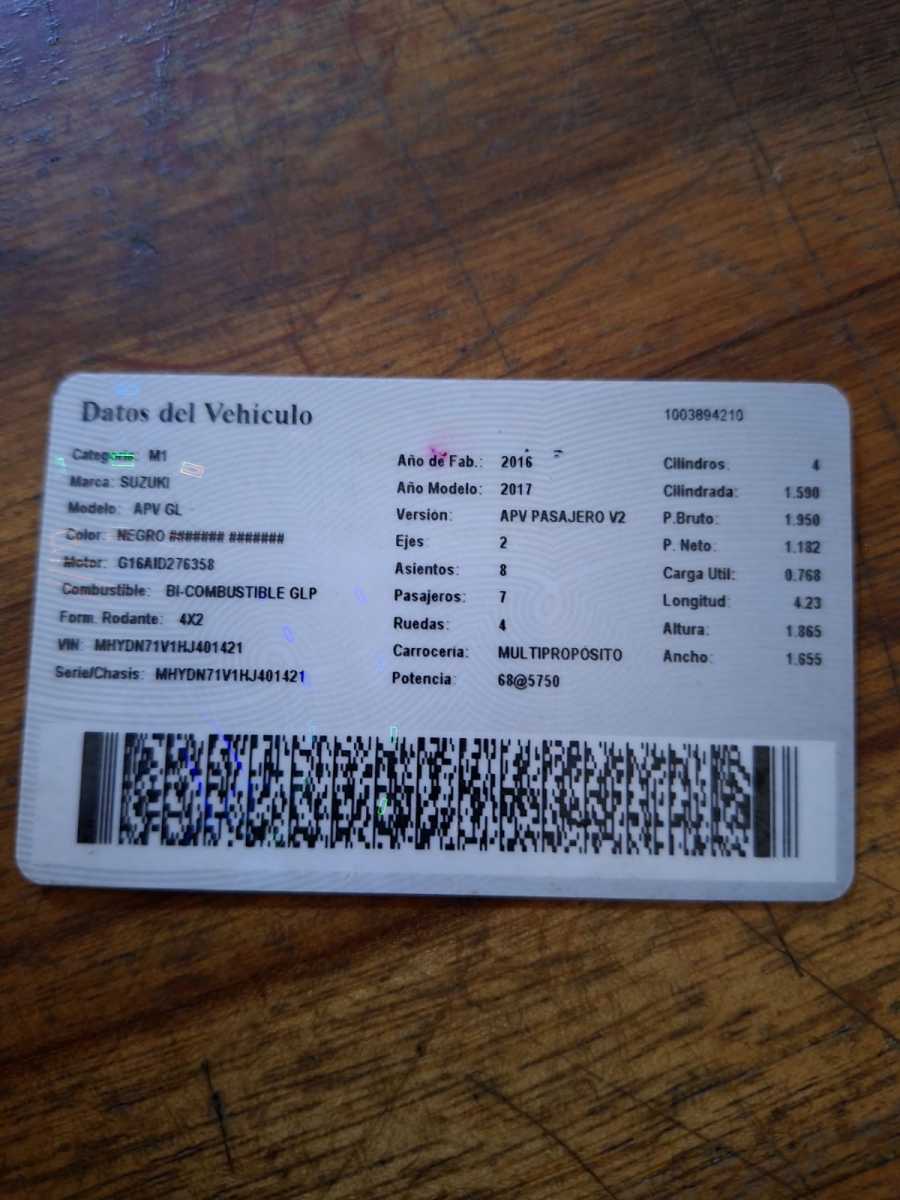 Datos del Vehículo
1003894210
Categoría: M1
Marca: SUZUKI
Modelo: APV GL
Color: NEGRO ####### #######
Motor: G16AID276358
Combustible: BI-COMBUSTIBLE GLP
Form. Rodante: 4X2
VIN: MHYDN71V1HJ401421
Serie/Chasis: MHYDN71V1HJ401421
Año de Fab.: 2016
Año Modelo: 2017
Version: APV PASAJERO V2
Ejes: 2
Asientos: 8
Pasajeros: 7
Ruedas: 4
Carrocería: MULTIPROPÓSITO
Potencia: 68@5750
Cilindros: 4
Cilindrada: 1.590
P.Bruto: 1.950
P. Neto: 1.182
Carga Util: 0.768
Longitud: 4.23
Altura: 1.865
Ancho: 1.655